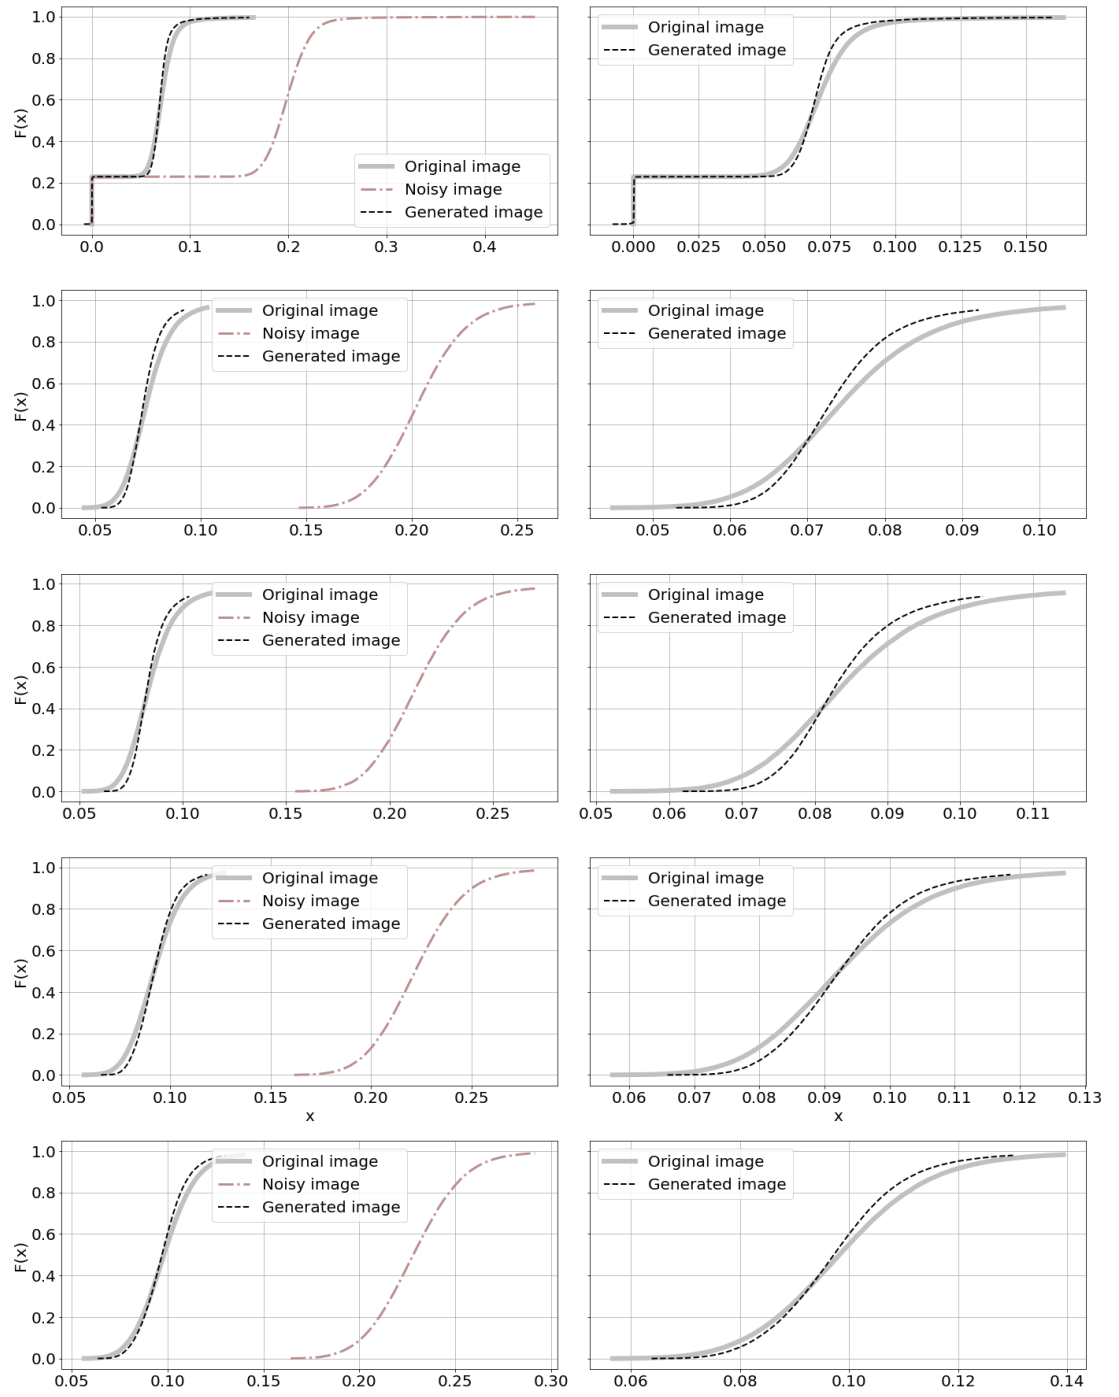 1.0
0.8
0.6
0.4
0.2
0.0
F(x)
Original image
Noisy image
Generated image
0.0 0.1 0.2 0.3 0.4
Original image
Generated image
0.000 0.025 0.050 0.075 0.100 0.125 0.150
1.0
0.8
0.6
0.4
0.2
0.0
F(x)
Original image
Noisy image
Generated image
0.05 0.10 0.15 0.20 0.25
Original image
Generated image
0.05 0.06 0.07 0.08 0.09 0.10
1.0
0.8
0.6
0.4
0.2
0.0
F(x)
Original image
Noisy image
Generated image
0.05 0.10 0.15 0.20 0.25
Original image
Generated image
0.05 0.06 0.07 0.08 0.09 0.10 0.11
1.0
0.8
0.6
0.4
0.2
0.0
F(x)
Original image
Noisy image
Generated image
0.05 0.10 0.15 0.20 0.25
x
Original image
Generated image
0.06 0.07 0.08 0.09 0.10 0.11 0.12 0.13
x
1.0
0.8
0.6
0.4
0.2
0.0
F(x)
Original image
Noisy image
Generated image
0.05 0.10 0.15 0.20 0.25 0.30
Original image
Generated image
0.06 0.08 0.10 0.12 0.14